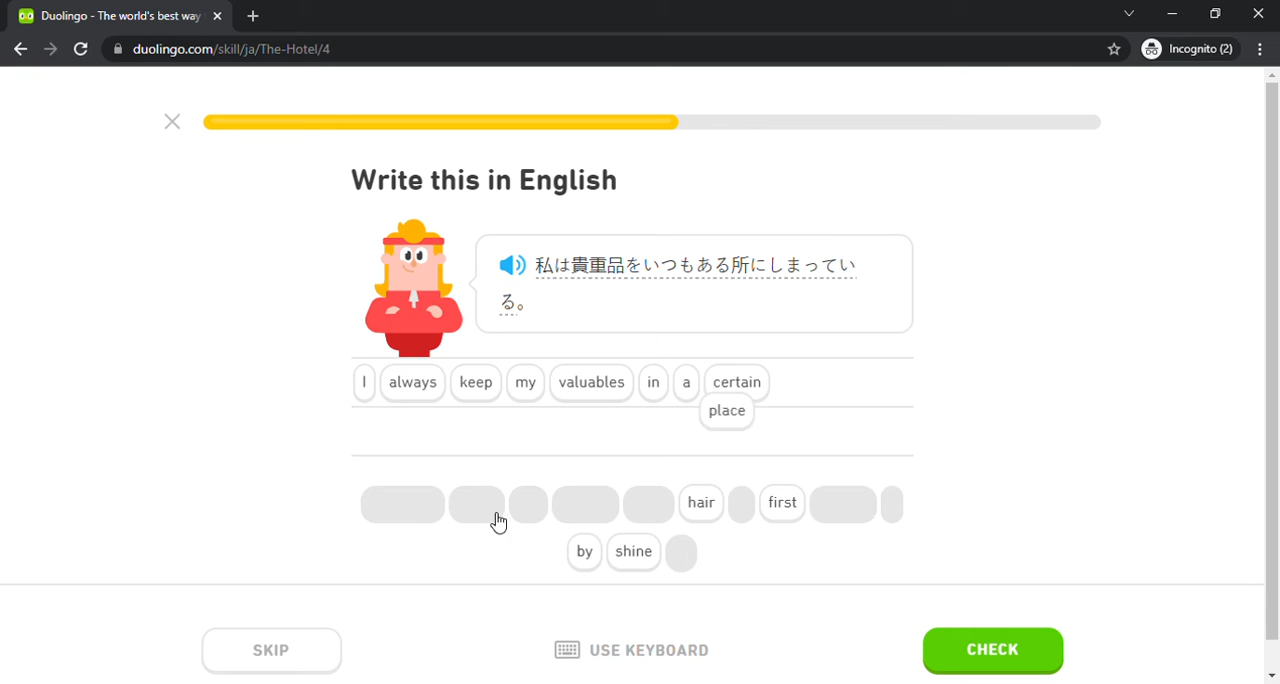 Duolingo - The world's best way
duolingo.com/skill/ja/The-Hotel/4
Incognito (2)
Write this in English
私は貴重品をいつもある所にしまってい
る。
I always keep my valuables in a certain
place
hair first
by shine
SKIP USE KEYBOARD CHECK